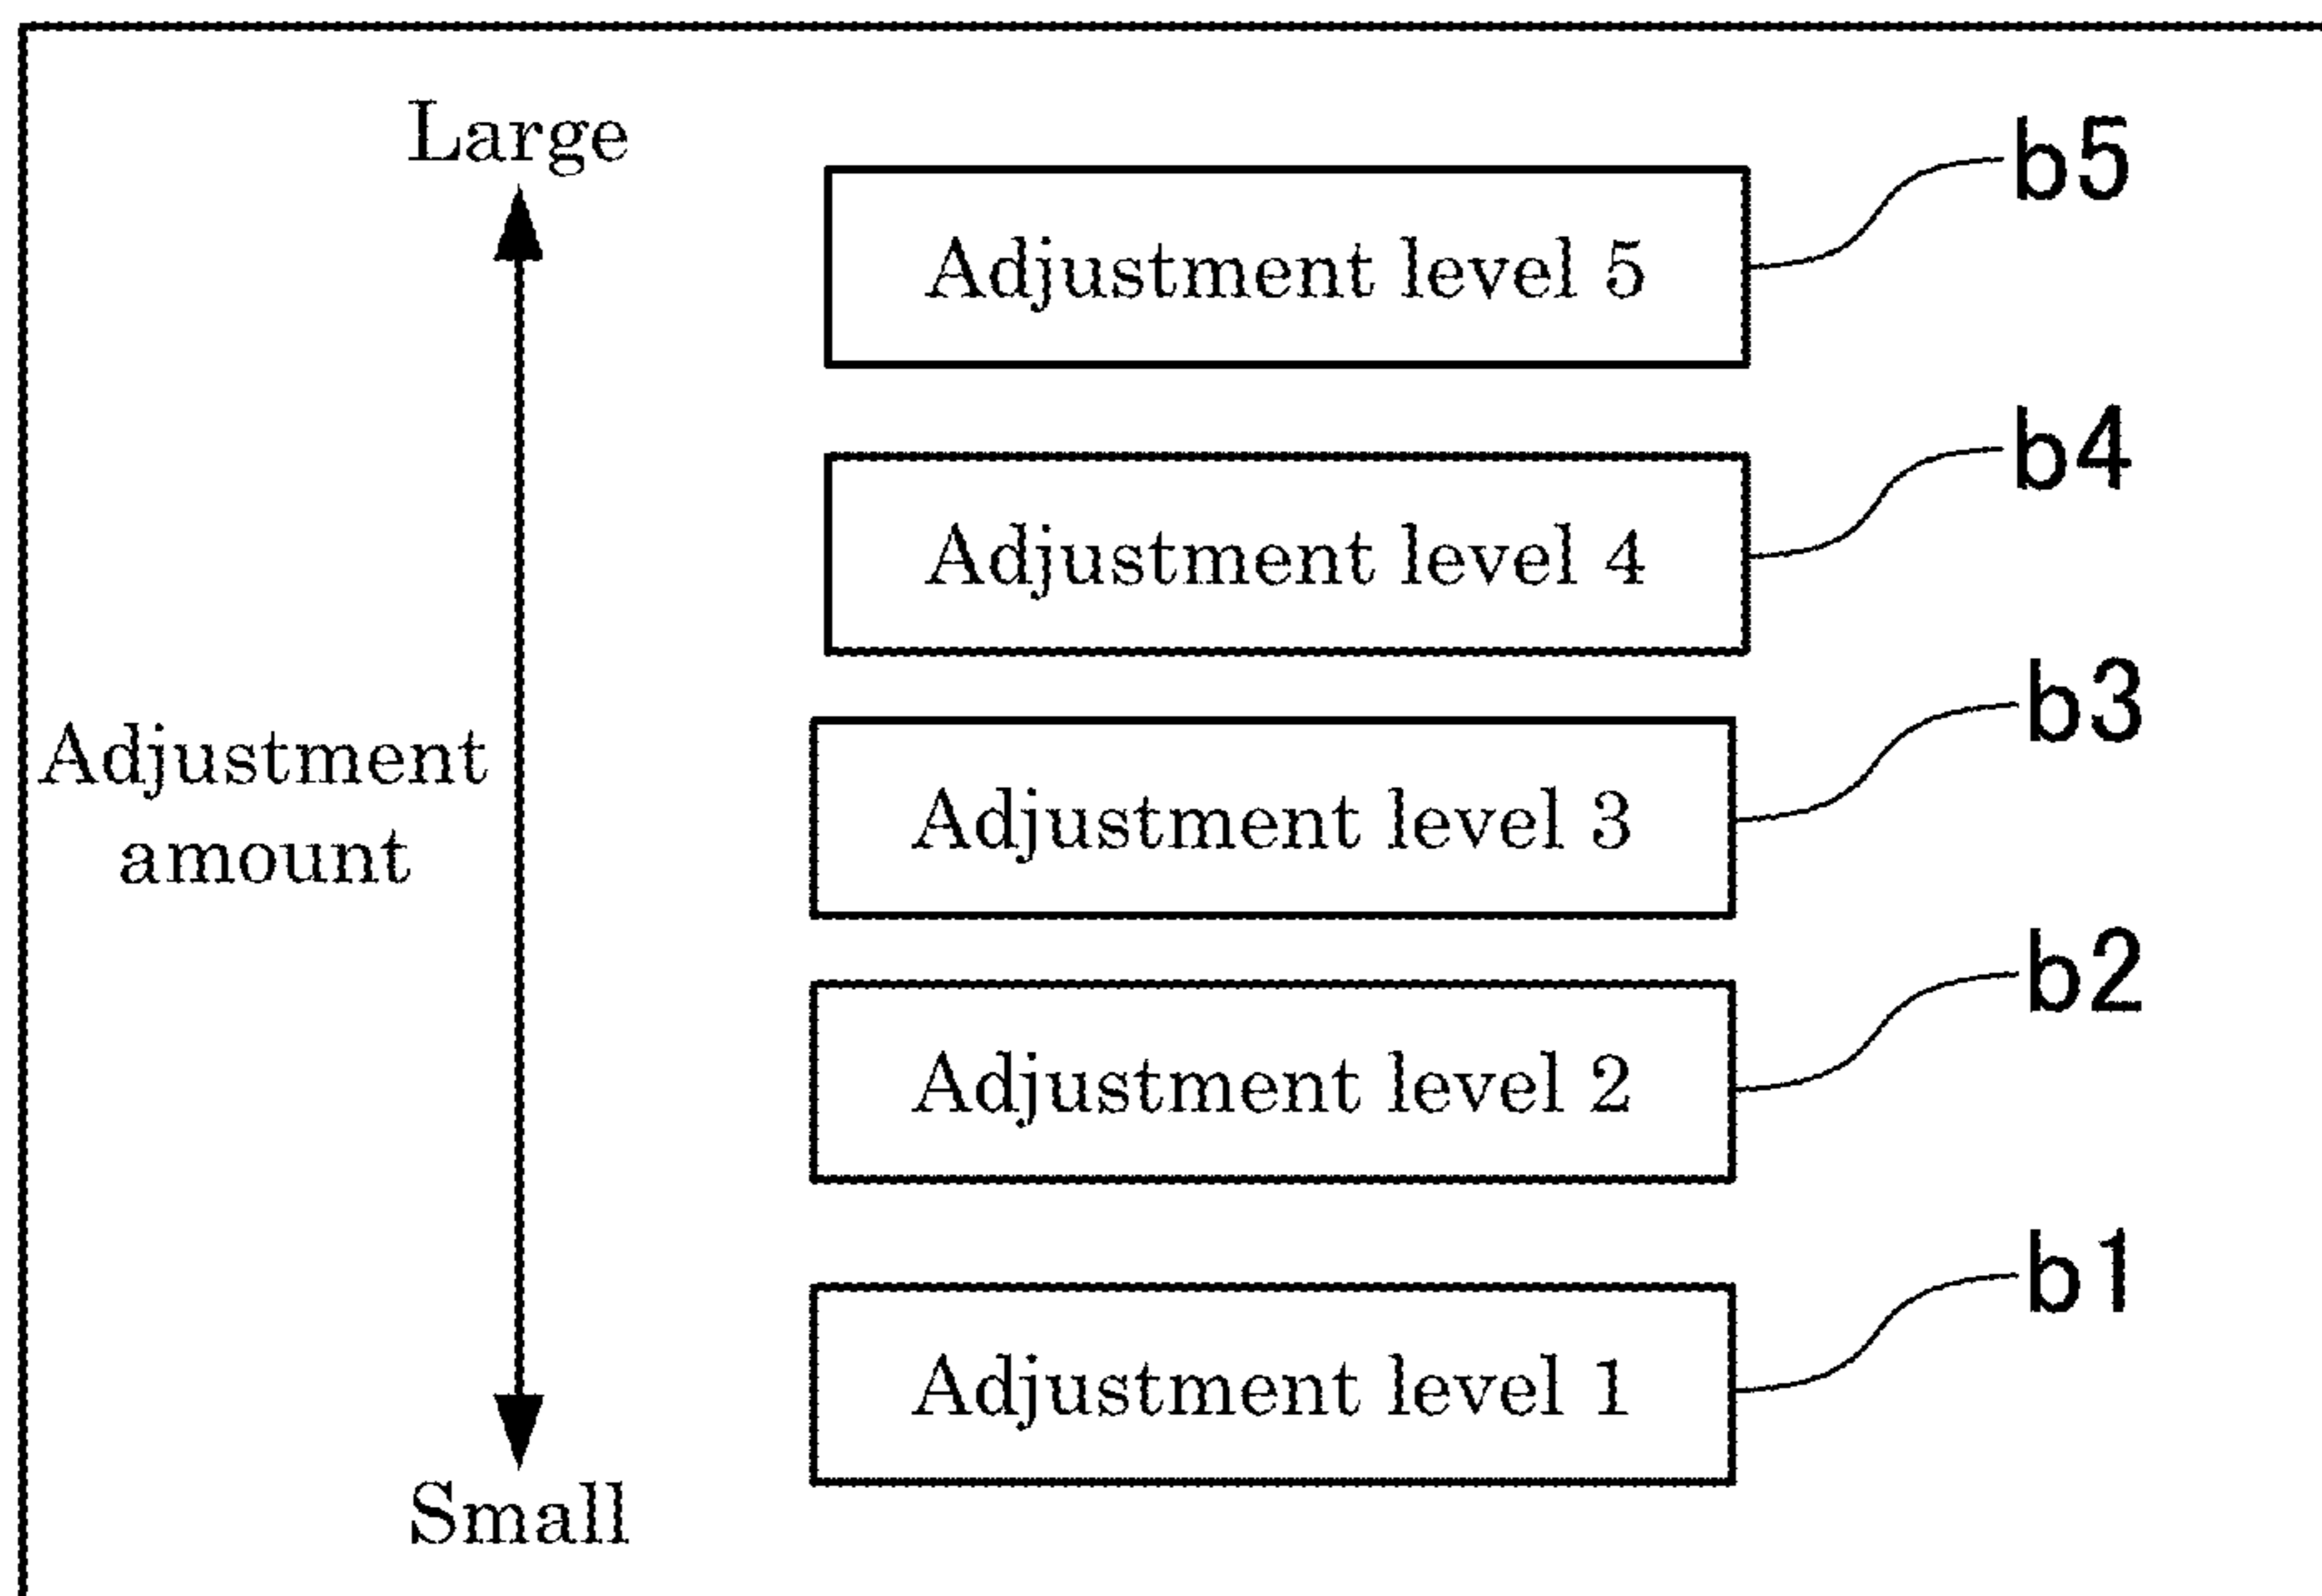 Large
b5
Adjustment level 5
b4
Adjustment level 4
b3
Adjustment
amount
Adjustment level 3
b2
Adjustment level 2
b1
Adjustment level 1
Small